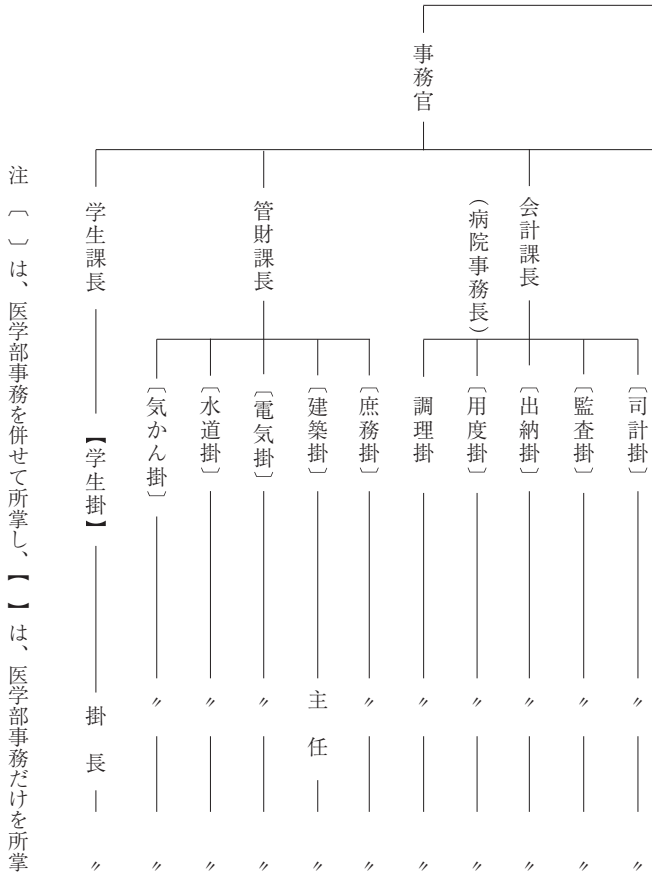 事務官
会計課長
（病院事務長）
〔司計掛〕 〃 〃
〔監査掛〕 〃 〃
〔出納掛〕 〃 〃
〔用度掛〕 〃 〃
調理掛 〃 〃
管財課長
〔庶務掛〕 〃 〃
〔建築掛〕 主任 〃
〔電気掛〕 〃 〃
〔水道掛〕 〃 〃
〔気かん掛〕 〃 〃
学生課長
【学生掛】 掛長 〃
注 〔 〕は、医学部事務を併せて所掌し、【 】は、医学部事務だけを所掌